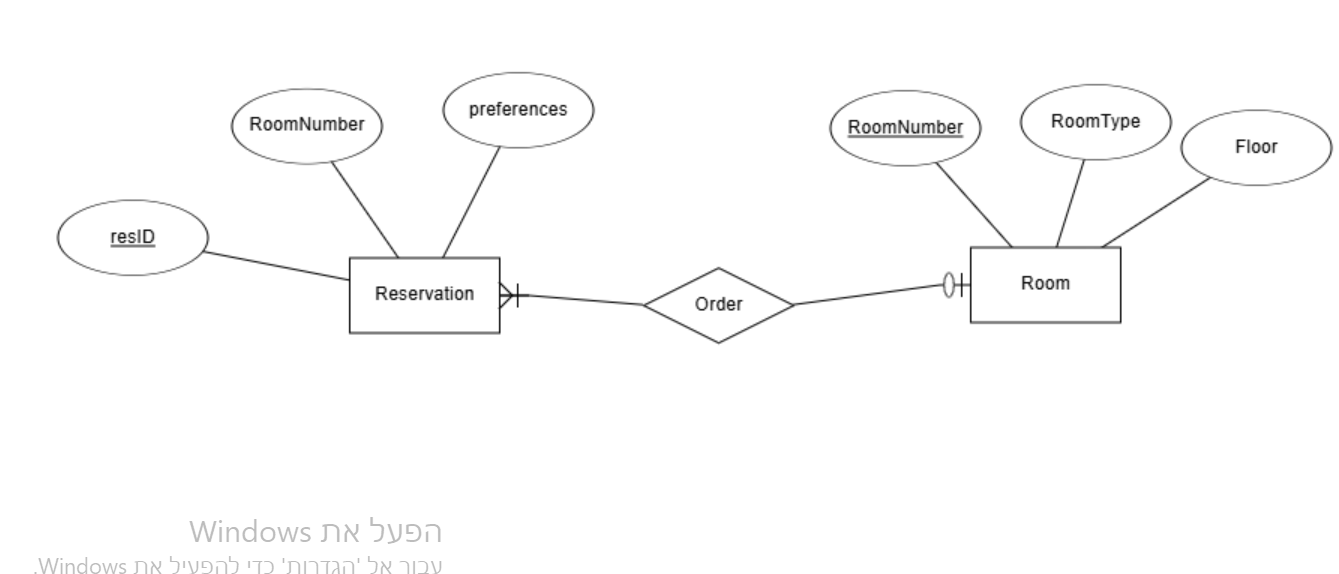 preferences
RoomNumber
RoomType
RoomNumber
Floor
resID
Reservation
Order
Room
הפעל את Windows
עבור אל 'הגדרות' כדי להפעיל את Windows.